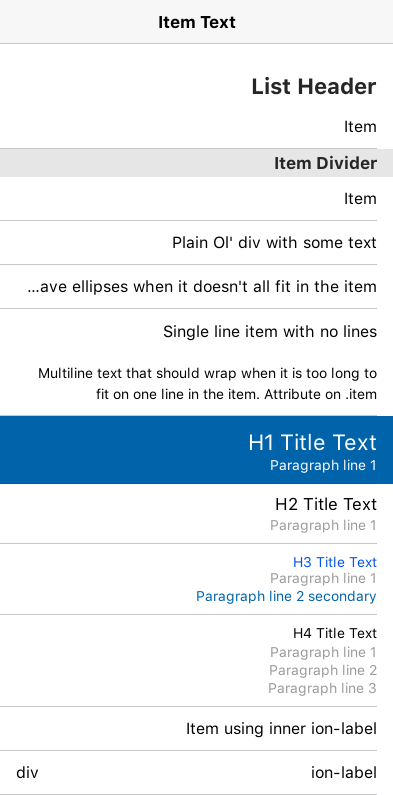 Item Text
List Header
Item
Item Divider
Item
Plain Ol' div with some text
...ave ellipses when it doesn't all fit in the item
Single line item with no lines
Multiline text that should wrap when it is too long to
fit on one line in the item. Attribute on .item
H1 Title Text
Paragraph line 1
H2 Title Text
Paragraph line 1
H3 Title Text
Paragraph line 1
Paragraph line 2 secondary
H4 Title Text
Paragraph line 1
Paragraph line 2
Paragraph line 3
Item using inner ion-label
div ion-label